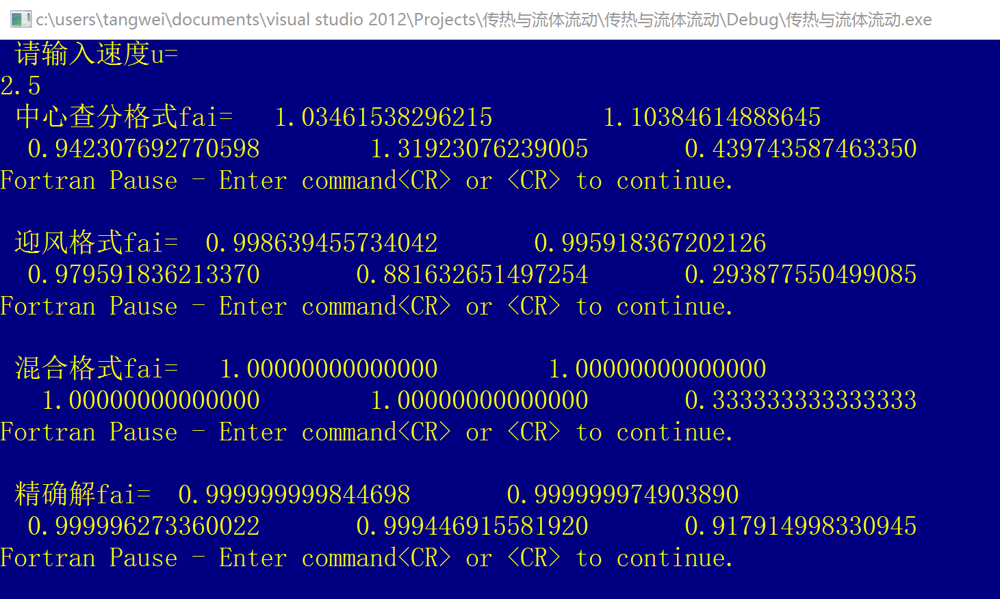 c:\users\tangwei\documents\visual studio 2012\Projects\传热与流体流动\传热与流体流动\Debug\传热与流体流动.exe
请输入速度u=
2.5
中心查分格式fai=   1.03461538296215        1.10384614888645
0.942307692770598        1.31923076239005       0.439743587463350
Fortran Pause - Enter command<CR> or <CR> to continue.
迎风格式fai=  0.998639455734042       0.995918367202126
0.979591836213370       0.881632651497254       0.293877550499085
Fortran Pause - Enter command<CR> or <CR> to continue.
混合格式fai=   1.00000000000000        1.00000000000000
1.00000000000000        1.00000000000000       0.333333333333333
Fortran Pause - Enter command<CR> or <CR> to continue.
精确解fai=  0.999999999844698       0.999999974903890
0.999996273360022       0.999446915581920       0.917914998330945
Fortran Pause - Enter command<CR> or <CR> to continue.